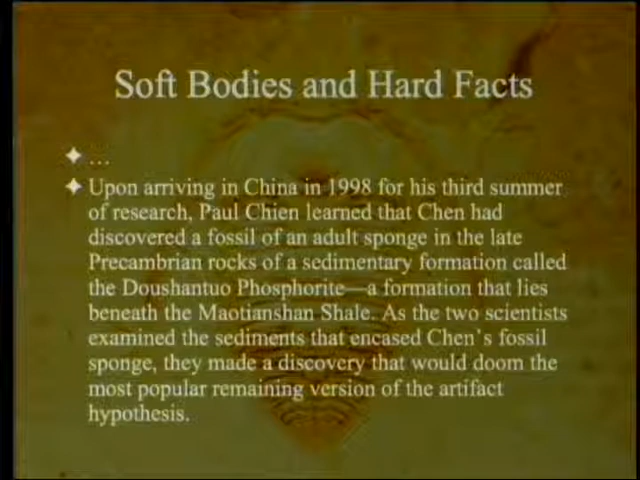 Soft Bodies and Hard Facts
...
Upon arriving in China in 1998 for his third summer
of research, Paul Chien learned that Chen had
discovered a fossil of an adult sponge in the late
Precambrian rocks of a sedimentary formation called
the Doushantuo Phosphorite—a formation that lies
beneath the Maotianshan Shale. As the two scientists
examined the sediments that encased Chen's fossil
sponge, they made a discovery that would doom the
most popular remaining version of the artifact
hypothesis.